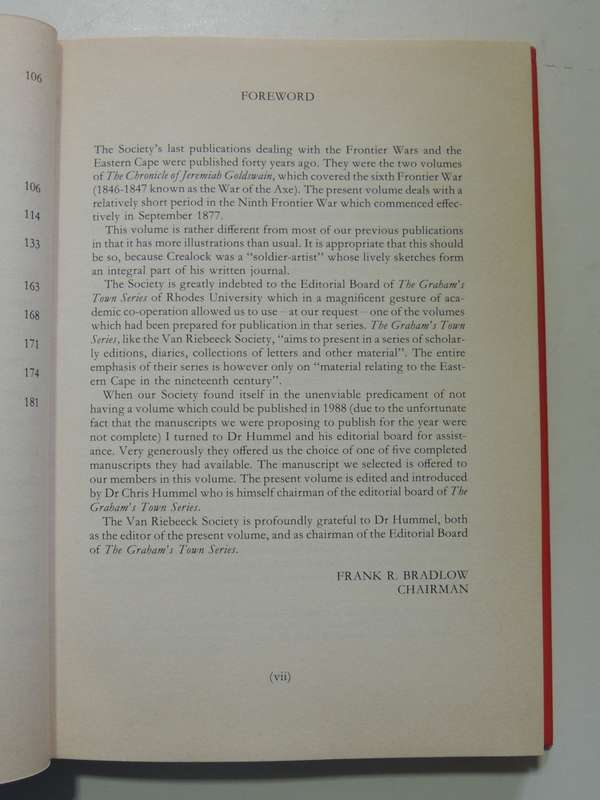 106
106
114
133
163
168
171
174
181
FOREWORD
The Society's last publications dealing with the Frontier Wars and the
Eastern Cape were published forty years ago. They were the two volumes
of The Chronicle of Jeremiah Goldswain, which covered the sixth Frontier War
(1846-1847 known as the War of the Axe). The present volume deals with a
relatively short period in the Ninth Frontier War which commenced effec-
tively in September 1877.
This volume is rather different from most of our previous publications
in that it has more illustrations than usual. It is appropriate that this should
be so, because Crealock was a "soldier-artist" whose lively sketches form
an integral part of his written journal.
The Society is greatly indebted to the Editorial Board of The Graham's
Town Series of Rhodes University which in a magnificent gesture of aca-
demic co-operation allowed us to use – at our request – one of the volumes
which had been prepared for publication in that series. The Graham's Town
Series, like the Van Riebeeck Society, "aims to present in a series of scholar-
ly editions, diaries, collections of letters and other material". The entire
emphasis of their series is however only on "material relating to the East-
ern Cape in the nineteenth century".
When our Society found itself in the unenviable predicament of not
having a volume which could be published in 1988 (due to the unfortunate
fact that the manuscripts we were proposing to publish for the year were
not complete) I turned to Dr Hummel and his editorial board for assist-
ance. Very generously they offered us the choice of one of five completed
manuscripts they had available. The manuscript we selected is offered to
our members in this volume. The present volume is edited and introduced
by Dr Chris Hummel who is himself chairman of the editorial board of The
Graham's Town Series.
The Van Riebeeck Society is profoundly grateful to Dr Hummel, both
as the editor of the present volume, and as chairman of the Editorial Board
of The Graham's Town Series.
FRANK R. BRADLOW
CHAIRMAN
(vii)